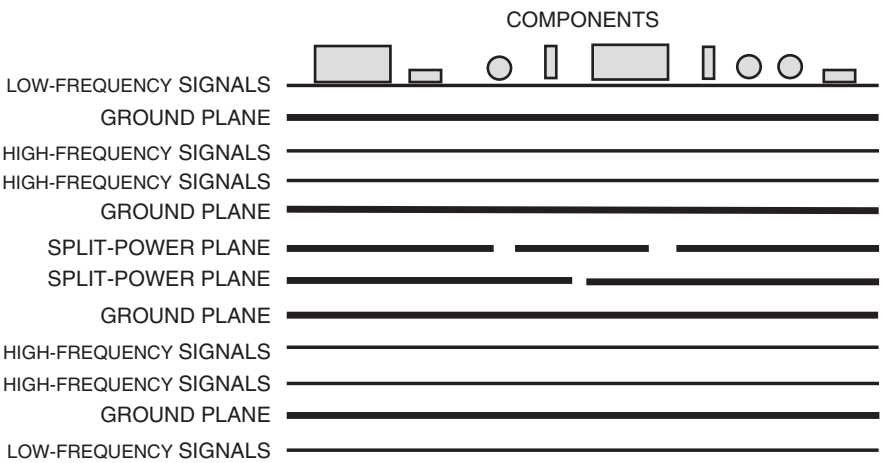 COMPONENTS
LOW-FREQUENCY SIGNALS
GROUND PLANE
HIGH-FREQUENCY SIGNALS
HIGH-FREQUENCY SIGNALS
GROUND PLANE
SPLIT-POWER PLANE
SPLIT-POWER PLANE
GROUND PLANE
HIGH-FREQUENCY SIGNALS
HIGH-FREQUENCY SIGNALS
GROUND PLANE
LOW-FREQUENCY SIGNALS